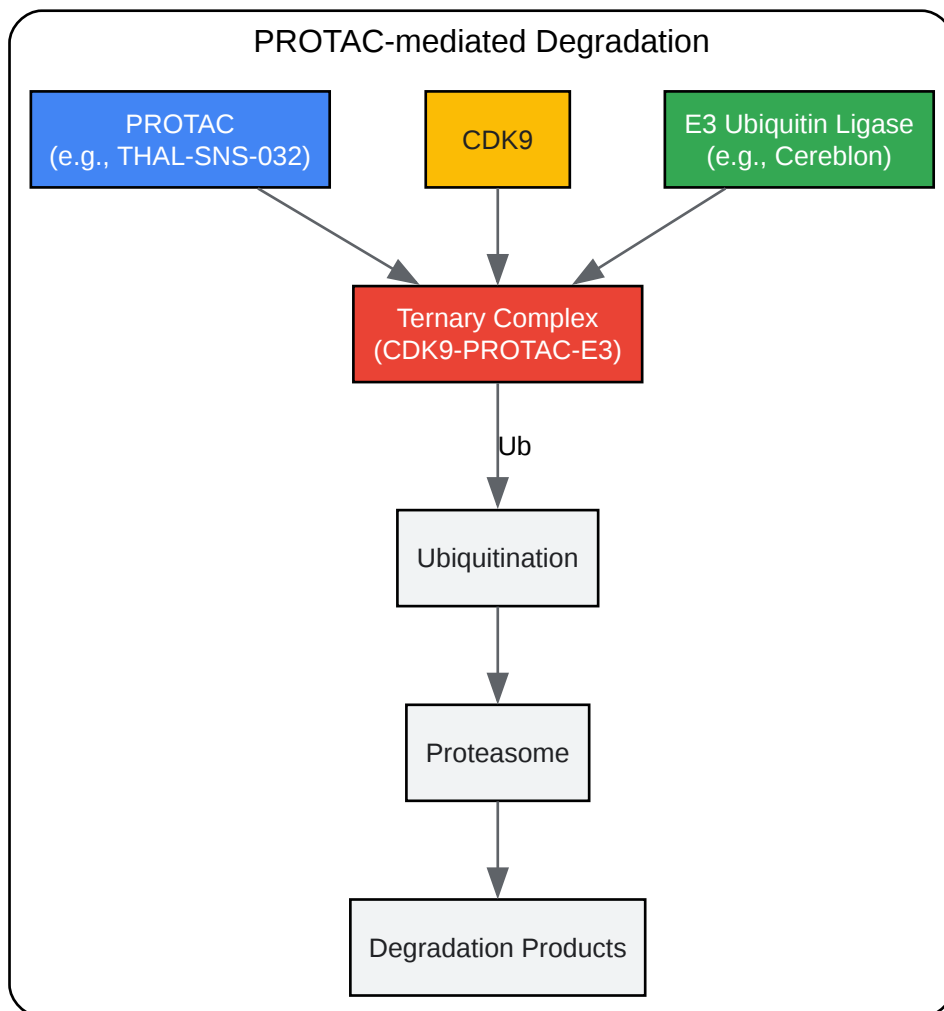 PROTAC-mediated Degradation
PROTAC
(e.g., THAL-SNS-032)
CDK9
E3 Ubiquitin Ligase
(e.g., Cereblon)
Ternary Complex
(CDK9-PROTAC-E3)
Ub
Ubiquitination
Proteasome
Degradation Products